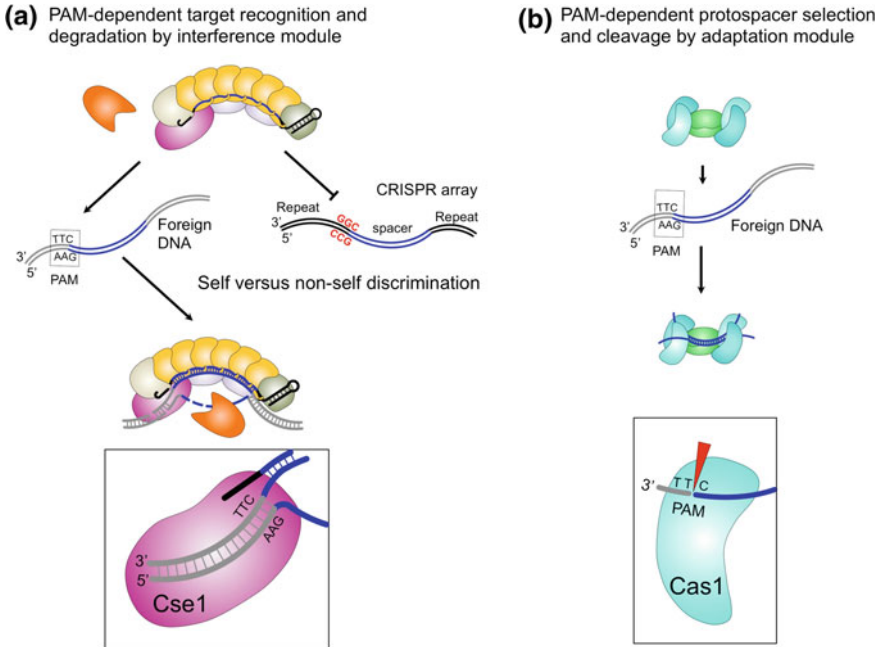 (a) PAM-dependent target recognition and
degradation by interference module
CRISPR array
Repeat
GGC
spacer
Repeat
3'
5'
CCG
TTC
AAG
Foreign
DNA
3'
5'
PAM
Self versus non-self discrimination
TTC
AAG
3'
5'
Cse1
(b) PAM-dependent protospacer selection
and cleavage by adaptation module
TTC
AAG
Foreign DNA
3'
5'
PAM
3'
T T C
PAM
Cas1